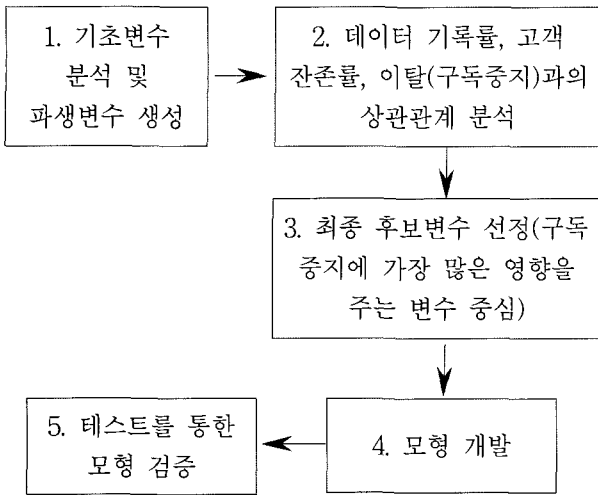 1. 기초변수
분석 및
파생변수 생성
2. 데이터 기록률, 고객
잔존률, 이탈(구독중지)과의
상관관계 분석
3. 최종 후보변수 선정(구독
중지에 가장 많은 영향을
주는 변수 중심)
4. 모형 개발
5. 테스트를 통한
모형 검증